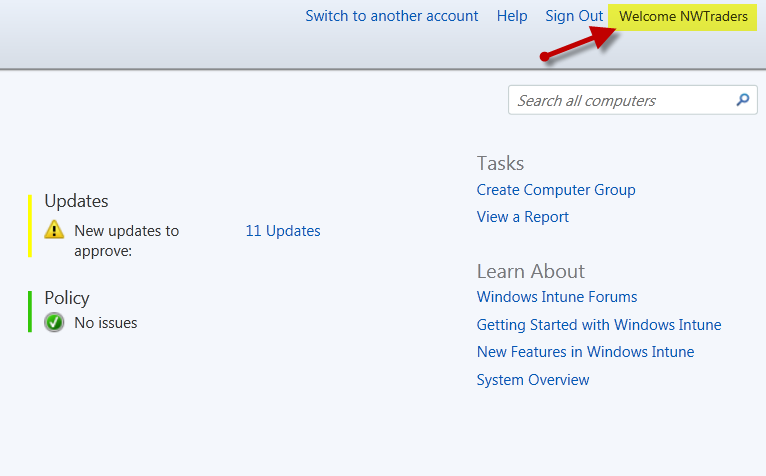 Switch to another account Help Sign Out Welcome NWTraders
Search all computers
Updates
New updates to 11 Updates
approve:
Policy
No issues
Tasks
Create Computer Group
View a Report
Learn About
Windows Intune Forums
Getting Started with Windows Intune
New Features in Windows Intune
System Overview